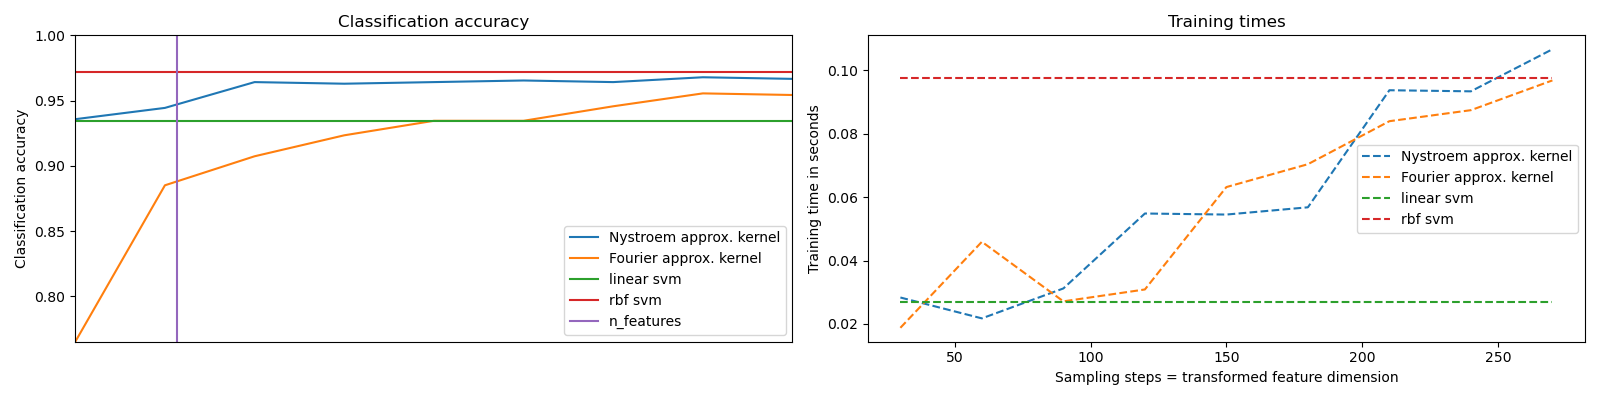 Classification accuracy
1.00
0.95
0.90
0.85
0.80
Classification accuracy
Nystroem approx. kernel
Fourier approx. kernel
linear svm
rbf svm
n_features
Training times
0.10
0.08
0.06
0.04
0.02
Training time in seconds
Nystroem approx. kernel
Fourier approx. kernel
linear svm
rbf svm
50
100
150
200
250
Sampling steps = transformed feature dimension